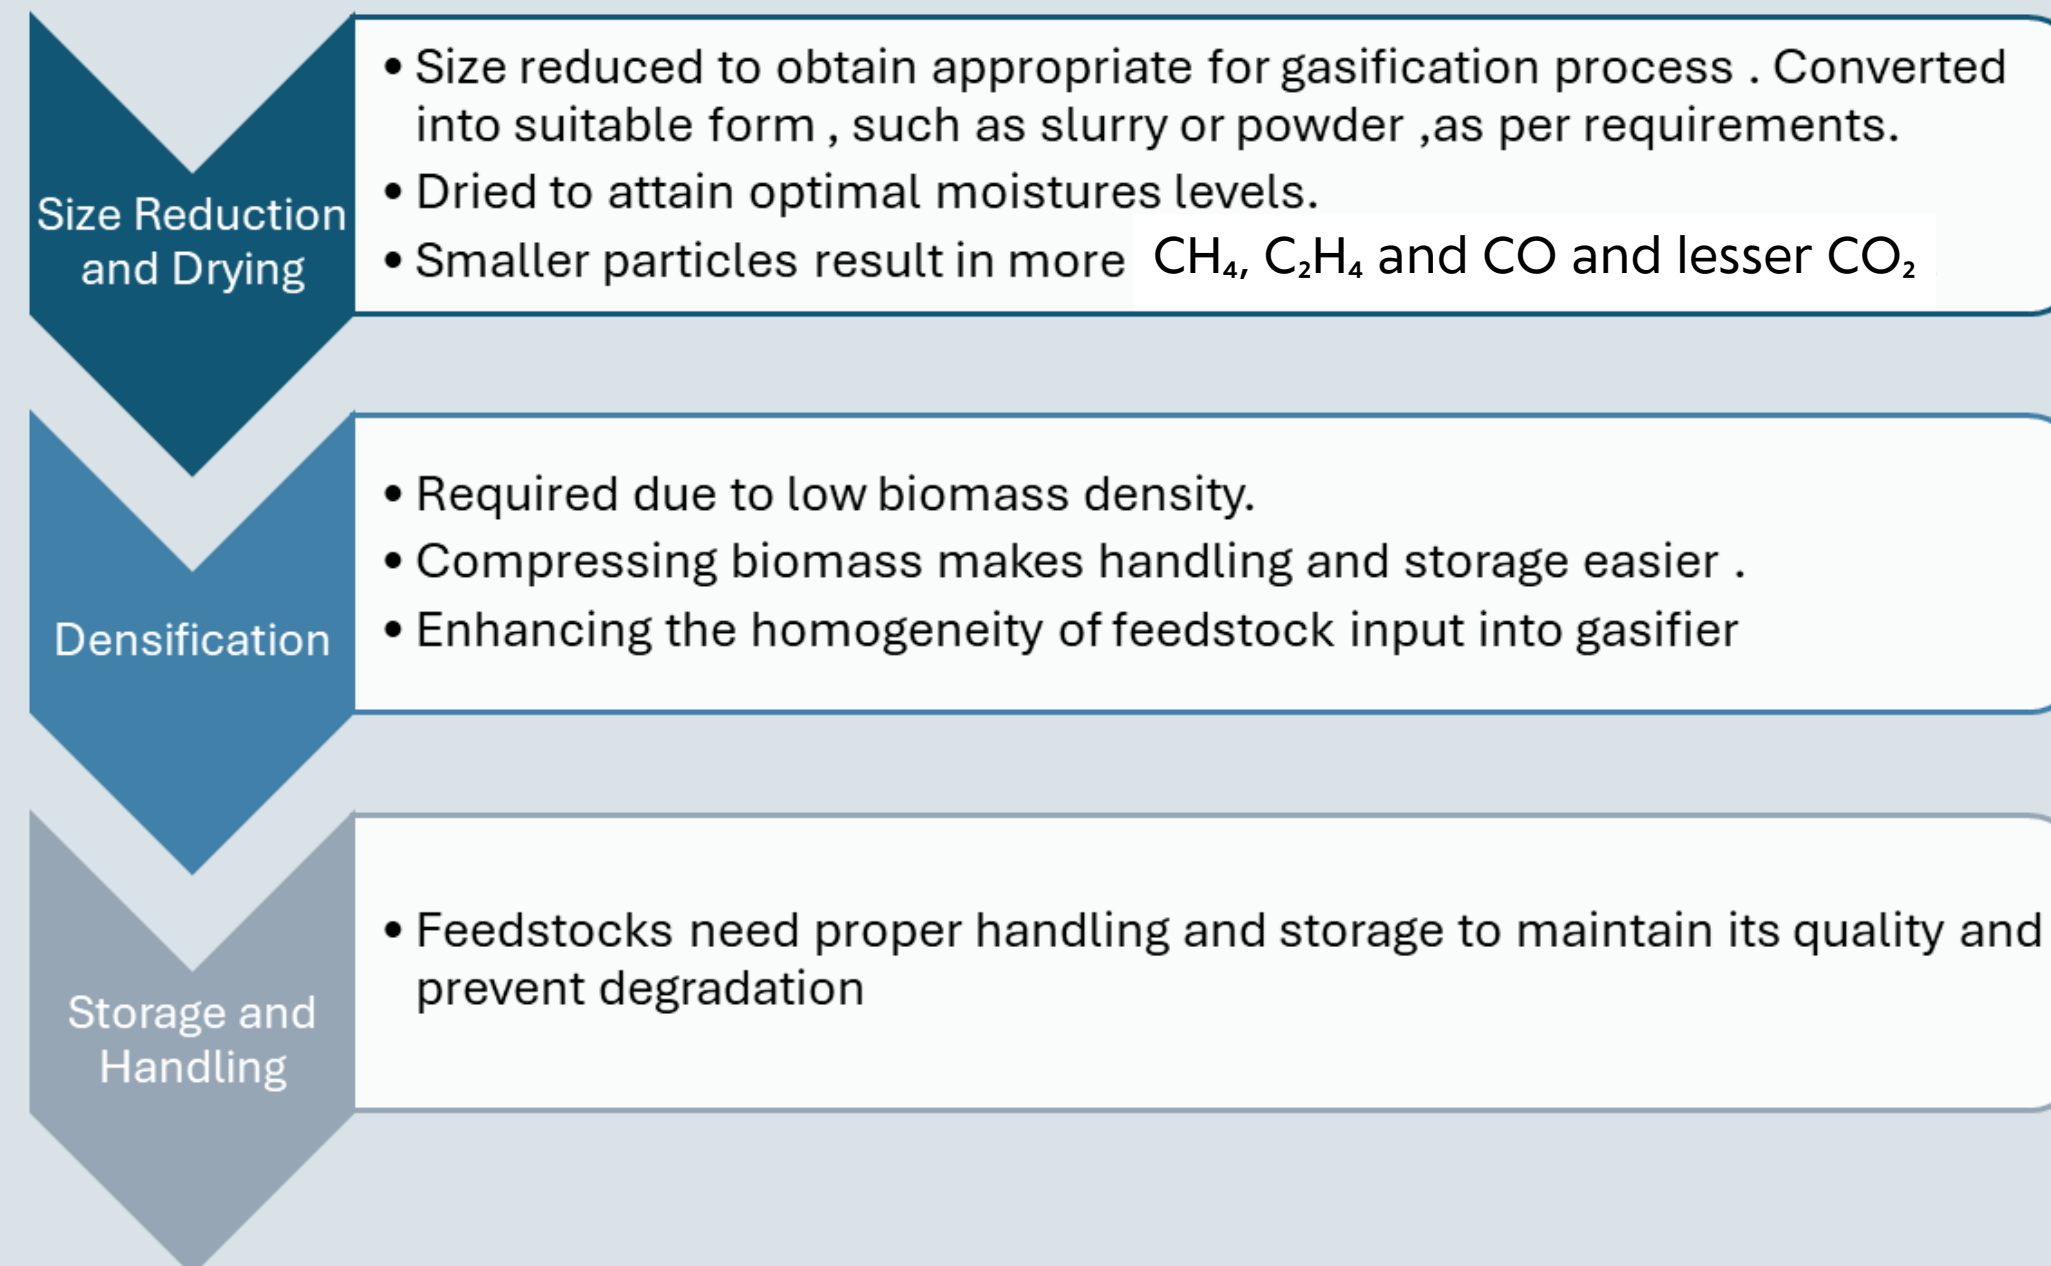 Size Reduction
and Drying
• Size reduced to obtain appropriate for gasification process . Converted
into suitable form , such as slurry or powder ,as per requirements.
• Dried to attain optimal moistures levels.
• Smaller particles result in more CH₄, C₂H₄ and CO and lesser CO₂
Densification
• Required due to low biomass density.
• Compressing biomass makes handling and storage easier .
• Enhancing the homogeneity of feedstock input into gasifier
Storage and
Handling
• Feedstocks need proper handling and storage to maintain its quality and
prevent degradation